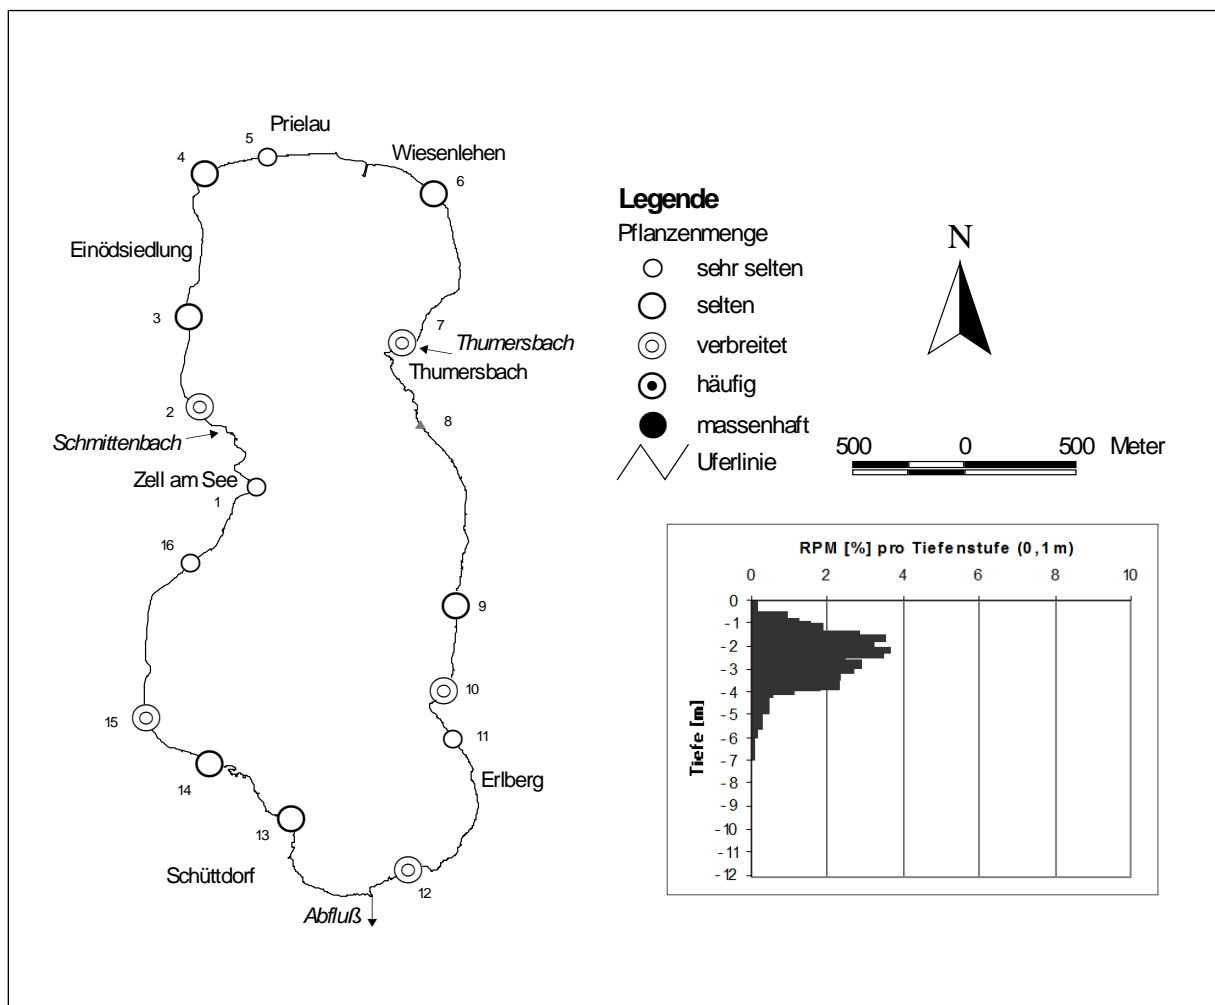 Prielau
5
Wiesenlehen
4
6
Einödsiedlung
3
7
Thumersbach
Thumersbach
2
8
Schmittenbach
Zell am See
1
16
9
10
15
11
Erlberg
14
13
Schüttdorf
12
Abfluß
Legende
Pflanzenmenge
sehr selten
selten
verbreitet
häufig
massenhaft
Uferlinie
N
500 0 500 Meter
RPM [%] pro Tiefenstufe (0,1m)
0 2 4 6 8 10
0
-1
-2
-3
-4
-5
-6
-7
-8
-9
-10
-11
-12
Tiefe [m]